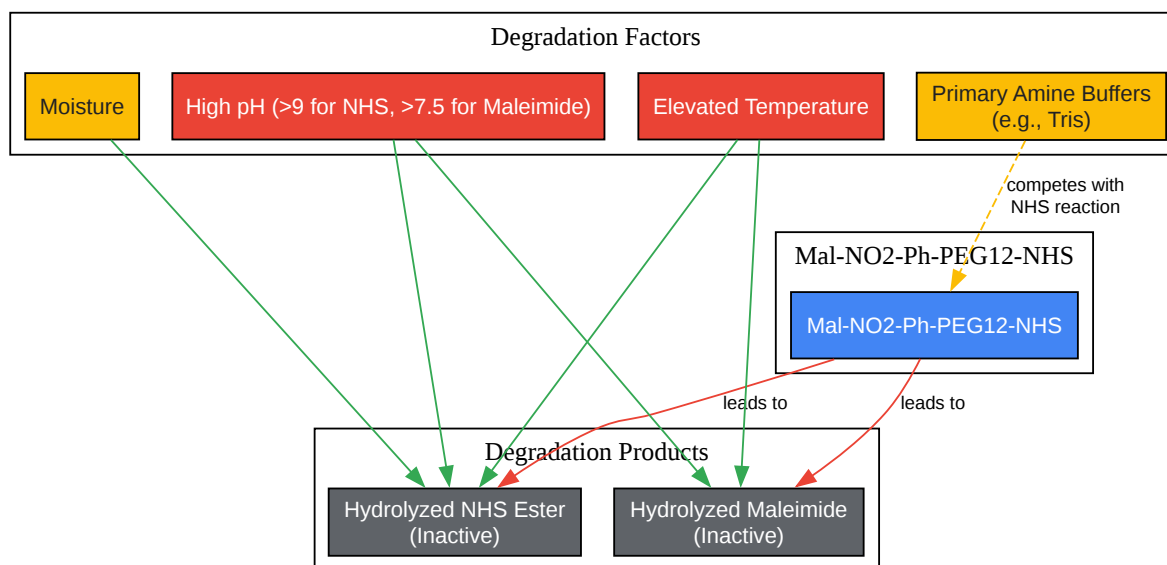 Degradation Factors
Moisture
High pH (>9 for NHS, >7.5 for Maleimide)
Elevated Temperature
Primary Amine Buffers
(e.g., Tris)
competes with
NHS reaction
Mal-NO2-Ph-PEG12-NHS
Mal-NO2-Ph-PEG12-NHS
leads to
leads to
Degradation Products
Hydrolyzed NHS Ester
(Inactive)
Hydrolyzed Maleimide
(Inactive)